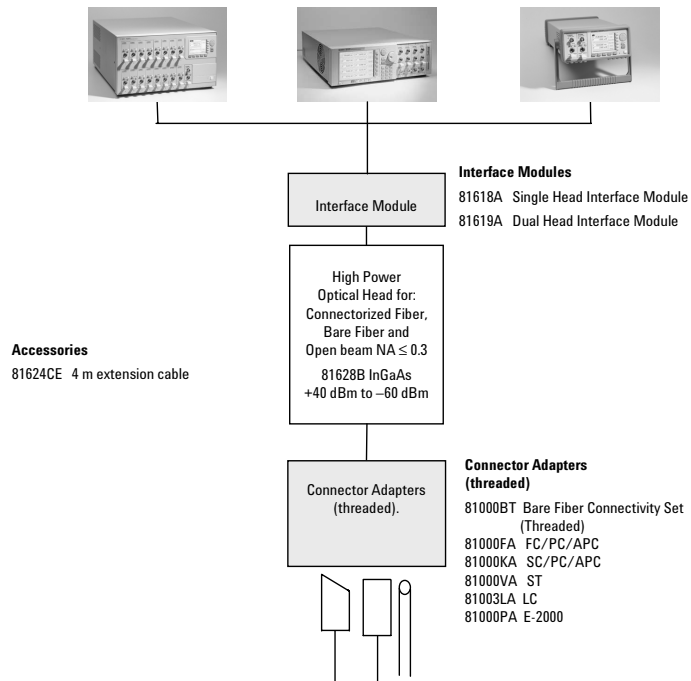 Interface Modules
81618A Single Head Interface Module
81619A Dual Head Interface Module
Interface Module
High Power
Optical Head for:
Connectorized Fiber,
Bare Fiber and
Open beam NA ≤ 0.3
81628B InGaAs
+40 dBm to –60 dBm
Accessories
81624CE 4 m extension cable
Connector Adapters
(threaded).
Connector Adapters
(threaded)
81000BT Bare Fiber Connectivity Set
(Threaded)
81000FA FC/PC/APC
81000KA SC/PC/APC
81000VA ST
81003LA LC
81000PA E-2000